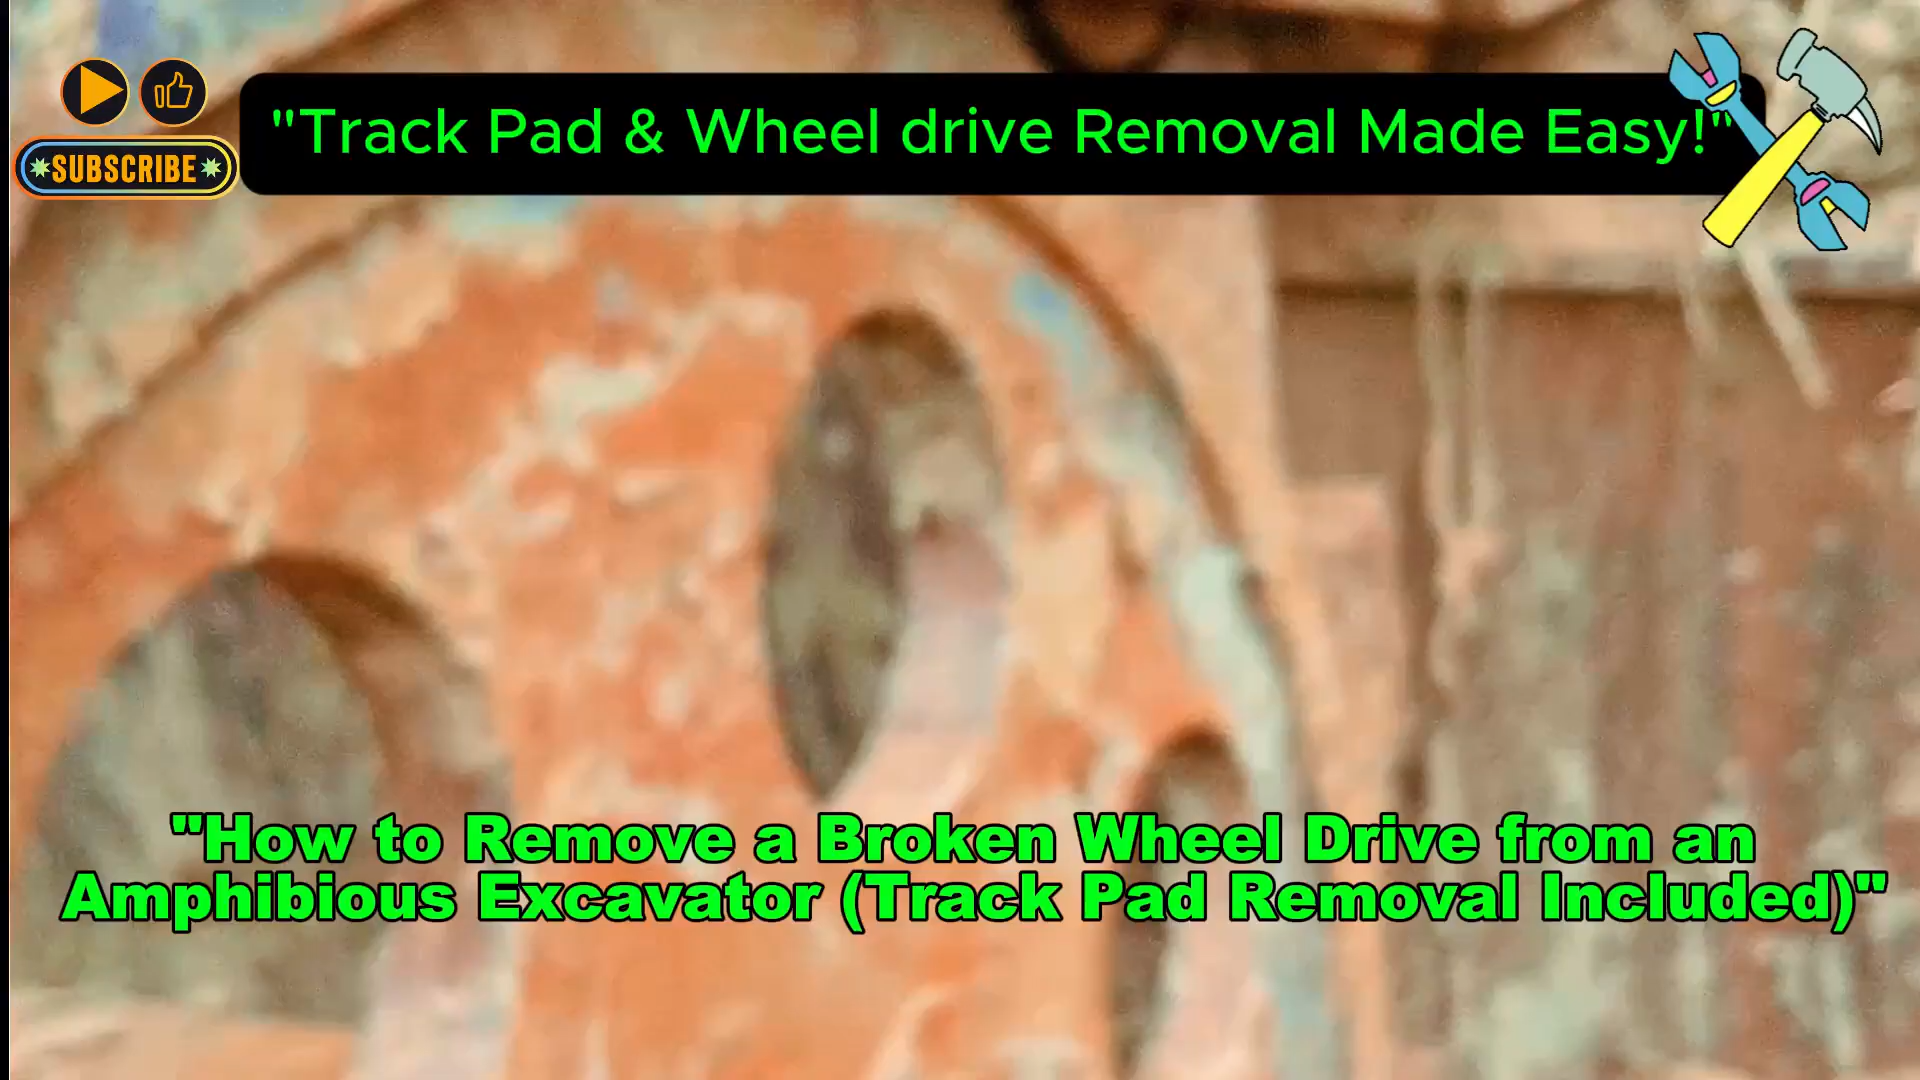 "Track Pad & Wheel drive Removal Made Easy!"
SUBSCRIBE
"How to Remove a Broken Wheel Drive from an
Amphibious Excavator (Track Pad Removal Included)"